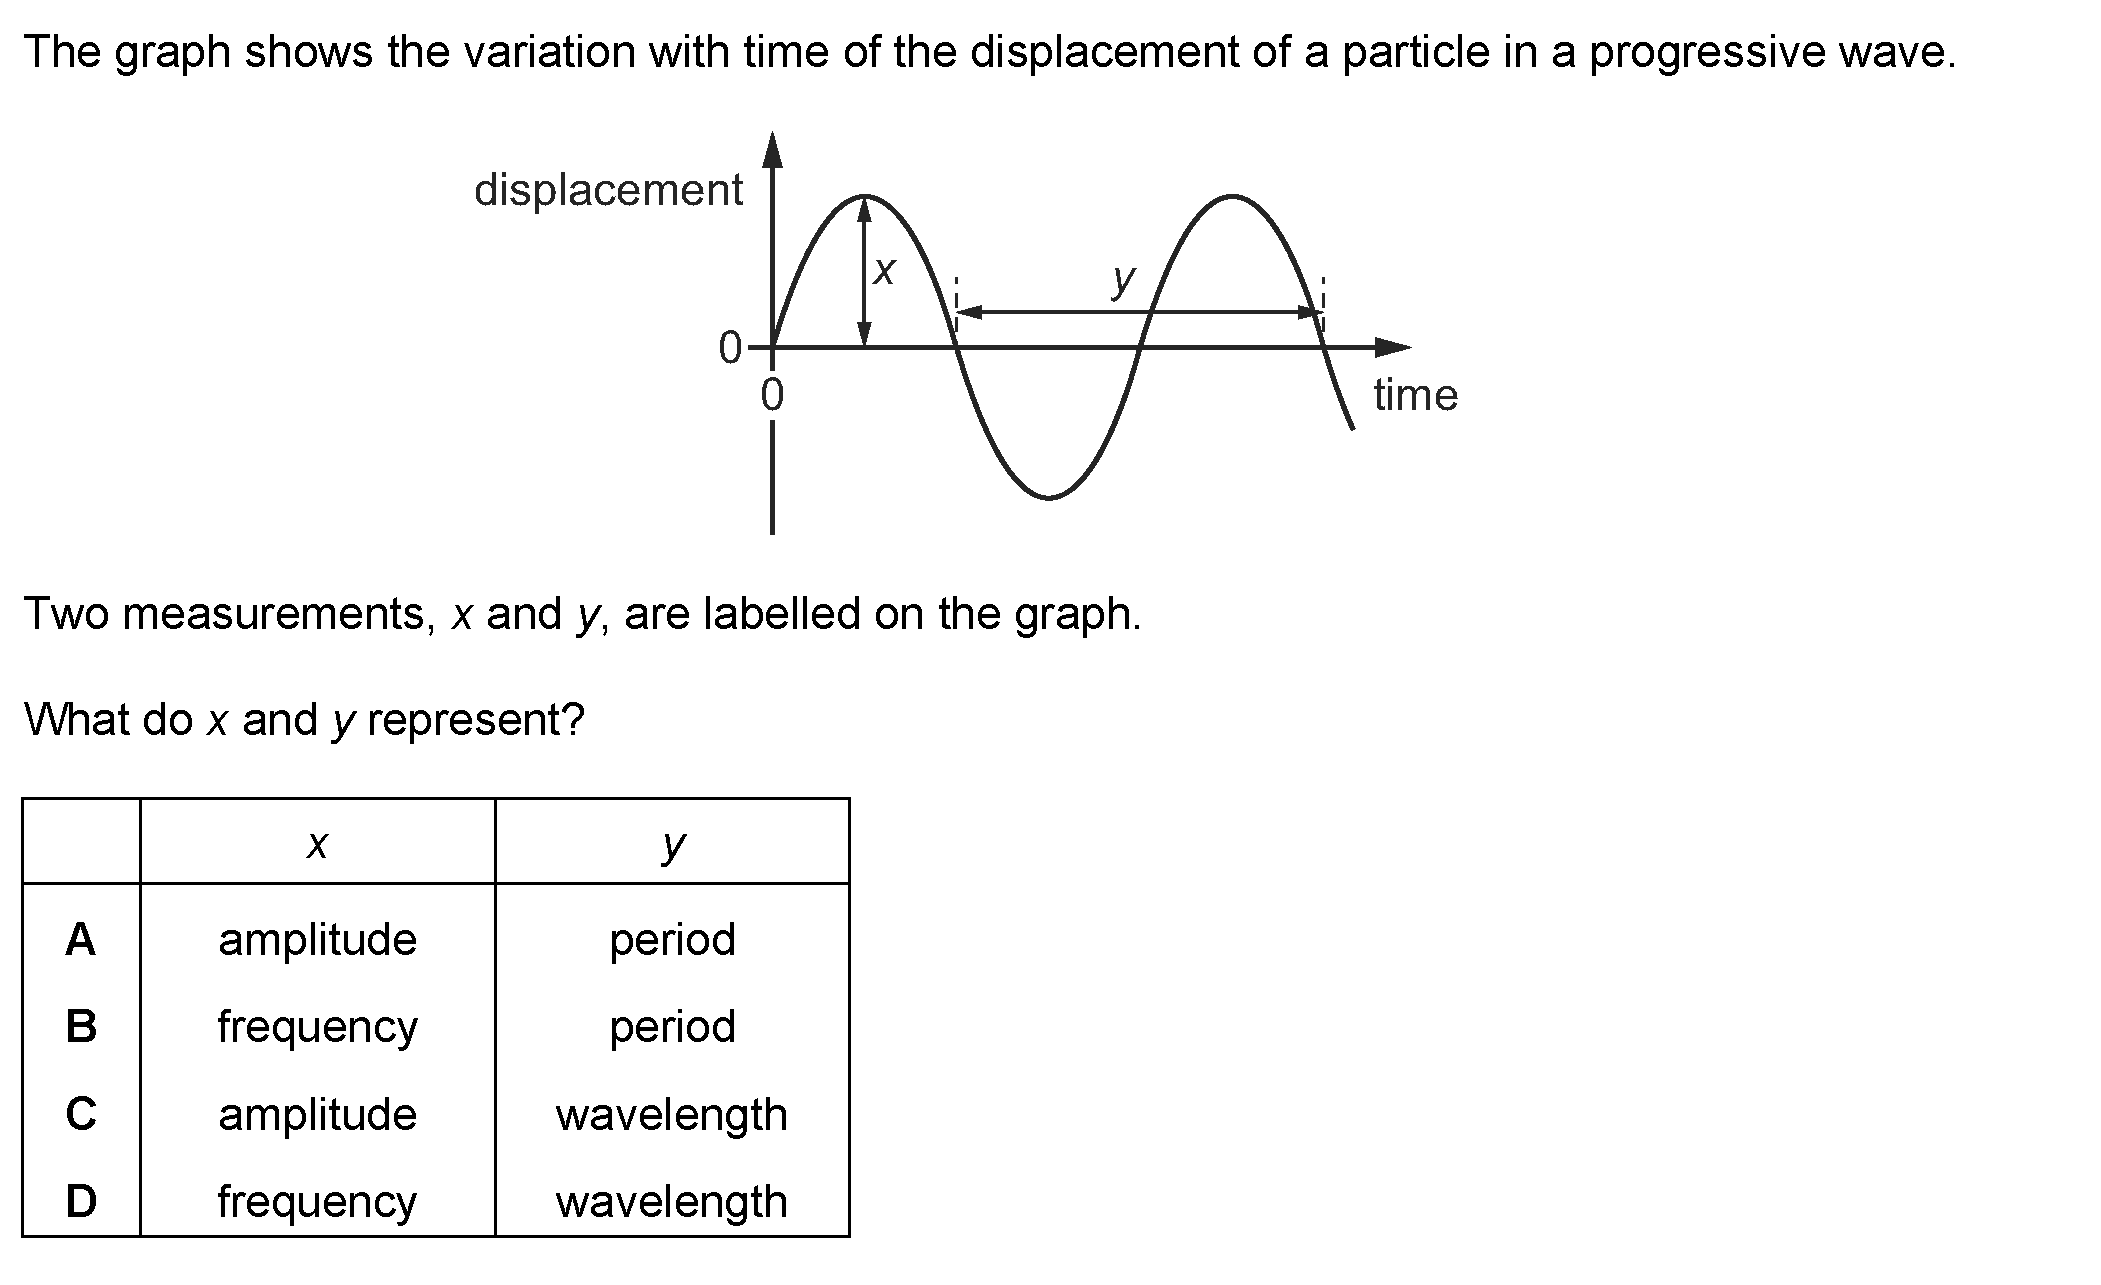 The graph shows the variation with time of the displacement of a particle in a progressive wave.
displacement
x
y
0
0
time
Two measurements, x and y, are labelled on the graph.
What do x and y represent?
x y
A amplitude period
B frequency period
C amplitude wavelength
D frequency wavelength